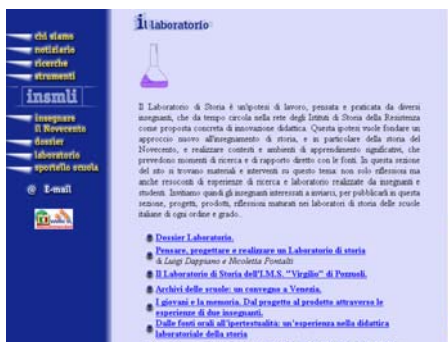 chi siamo
notiziario
ricerche
strumenti
insmli
insegnare
il Novecento
dossier
laboratorio
sportello scuola
@ E-mail
il laboratorio
Il Laboratorio di Storia è un'ipotesi di lavoro, pensata e praticata da diversi
insegnanti, che da tempo circola nella rete degli Istituti di Storia della Resistenza
come proposta concreta di innovazione didattica. Questa ipotesi vuole fondare un
approccio nuovo all'insegnamento di storia, e in particolare della storia del
Novecento, e realizzare contesti e ambienti di apprendimento significativi, che
prevedono momenti di ricerca e di rapporto diretto con le fonti. In questa sezione
del sito si trovano materiali e interventi su questo tema: non solo riflessioni ma
anche resoconti di esperienze di ricerca e laboratorio realizzate da insegnanti e
studenti. Invitiamo quindi gli insegnanti interessati a inviarci, per pubblicarli in questa
sezione, progetti, prodotti, riflessioni maturati nei laboratori di storia delle scuole
italiane di ogni ordine e grado.
Dossier Laboratorio.
Pensare, progettare e realizzare un Laboratorio di storia
di Luigi Dappiano e Nicoletta Pontalti
Il Laboratorio di Storia dell'I.M.S. "Virgilio" di Pozzuoli.
Archivi delle scuole: un convegno a Venezia.
I giovani e la memoria. Dal progetto al prodotto attraverso le
esperienze di due insegnanti.
Dalle fonti orali all'ipertestualità: un'esperienza nella didattica
laboratoriale della storia